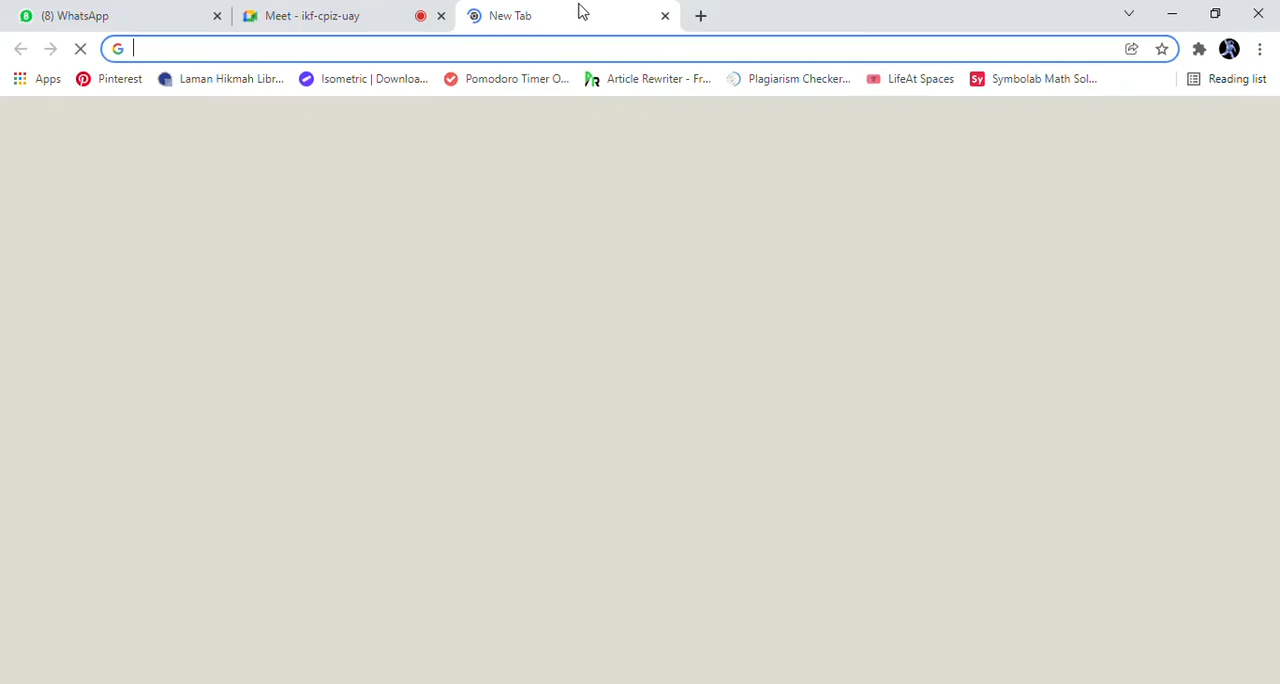 (8) WhatsApp Meet - ikf-cpiz-uay New Tab
Apps Pinterest Laman Hikmah Libr... Isometric | Downloa... Pomodoro Timer O... Article Rewriter - Fr... Plagiarism Checker... LifeAt Spaces Sy Symbolab Math Sol... Reading list